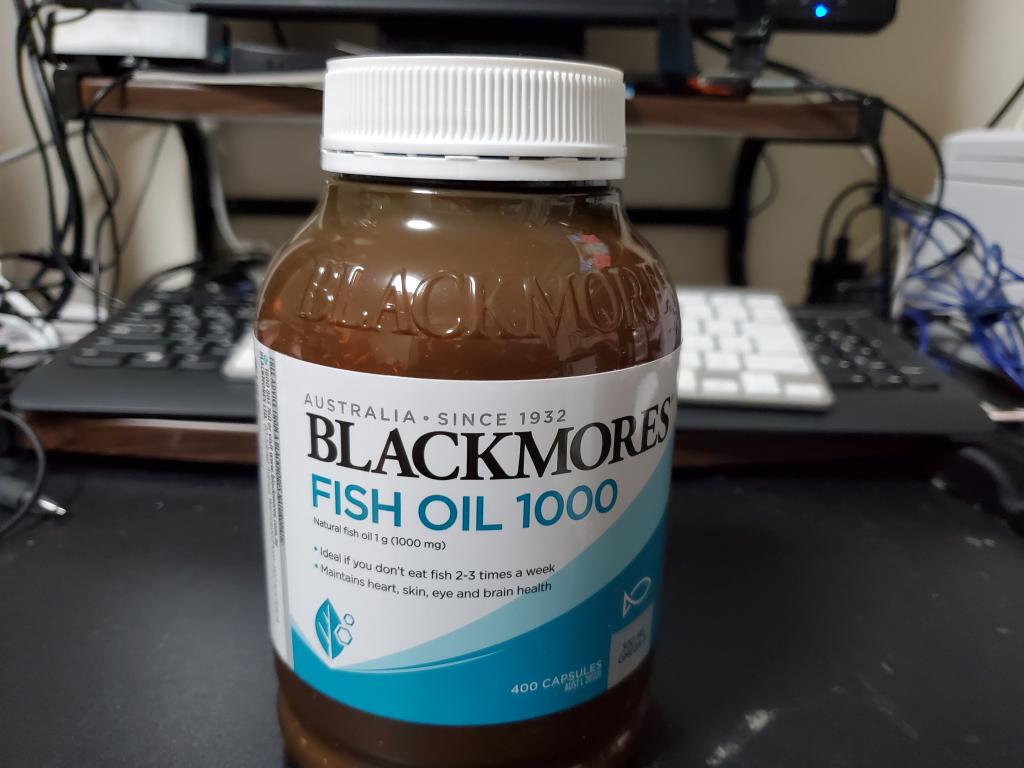 BLACKMORES
AUSTRALIA • SINCE 1932
BLACKMORES
FISH OIL 1000
Natural fish oil 1 g (1000 mg)
• Ideal if you don't eat fish 2-3 times a week
• Maintains heart, skin, eye and brain health
400 CAPSULES